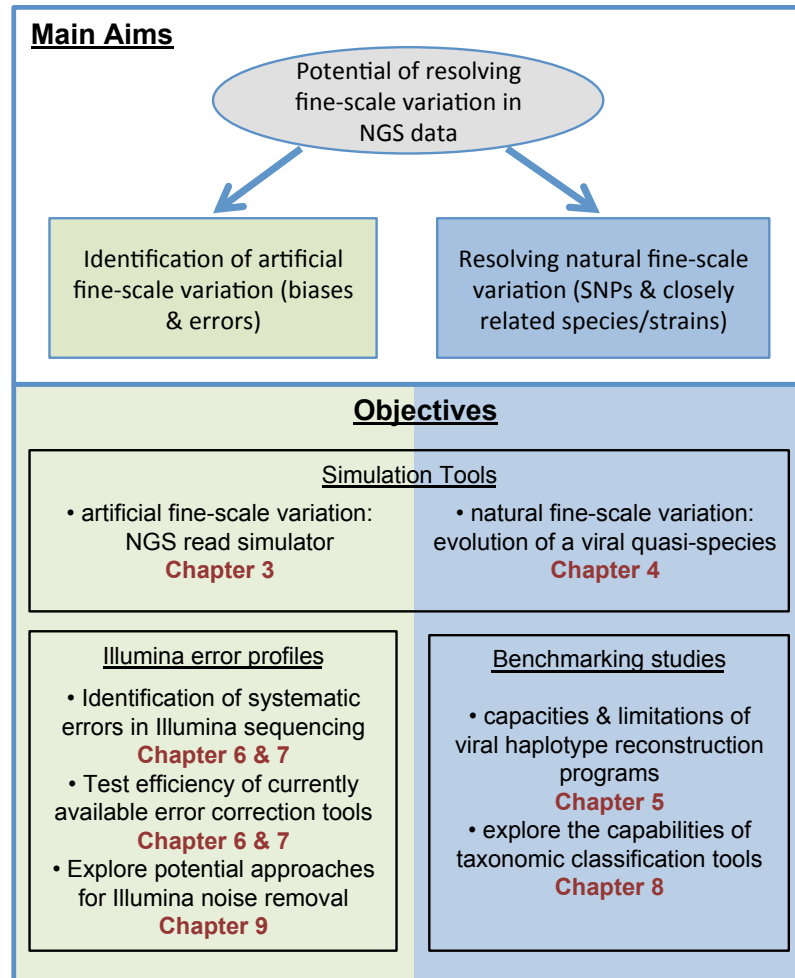 Main Aims
Potential of resolving
fine-scale variation in
NGS data
Identification of artificial
fine-scale variation (biases
& errors)
Resolving natural fine-scale
variation (SNPs & closely
related species/strains)
Objectives
Simulation Tools
• artificial fine-scale variation:
NGS read simulator
Chapter 3
• natural fine-scale variation:
evolution of a viral quasi-species
Chapter 4
Illumina error profiles
• Identification of systematic
errors in Illumina sequencing
Chapter 6 & 7
• Test efficiency of currently
available error correction tools
Chapter 6 & 7
• Explore potential approaches
for Illumina noise removal
Chapter 9
Benchmarking studies
• capacities & limitations of
viral haplotype reconstruction
programs
Chapter 5
• explore the capabilities of
taxonomic classification tools
Chapter 8